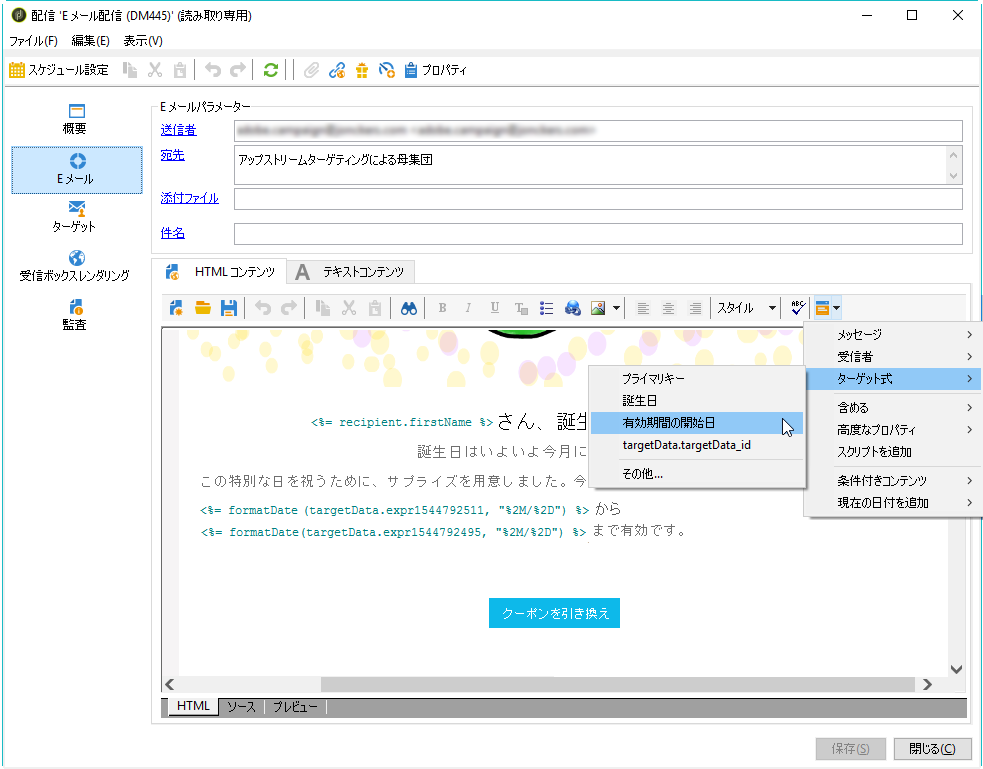 配信 'Eメール配信 (DM445)' (読み取り専用)
ファイル(F) 編集(E) 表示(V)
スケジュール設定 プロパティ
概要
Eメール
ターゲット
受信ボックスレンダリング
監査
Eメールパラメーター
送信者
宛先 アップストリームターゲティングによる母集団
添付ファイル
件名
HTMLコンテンツ A テキストコンテンツ
B I U スタイル ABC
メッセージ
受信者
ターゲット式
含める
高度なプロパティ
スクリプトを追加
条件付きコンテンツ
現在の日付を追加
プライマリキー
誕生日
有効期間の開始日
targetData.targetData_id
その他...
<%= recipient.firstName %> さん、誕生
誕生日はいよいよ今月に
この特別な日を祝うために、サプライズを用意しました。今
<%= formatDate (targetData.expr1544792511, "%2M/%2D") %> から
<%= formatDate(targetData.expr1544792495, "%2M/%2D") %> まで有効です。
クーポンを引き換え
HTML ソース プレビュー
保存(S) 閉じる(C)